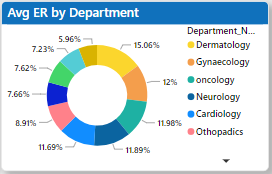 Avg ER by Department
Department_N...
5.96%
15.06%
7.23%
7.62%
12%
7.66%
11.98%
8.91%
11.69%
11.89%
Dermatology
Gynaecology
oncology
Neurology
Cardiology
Othopadics